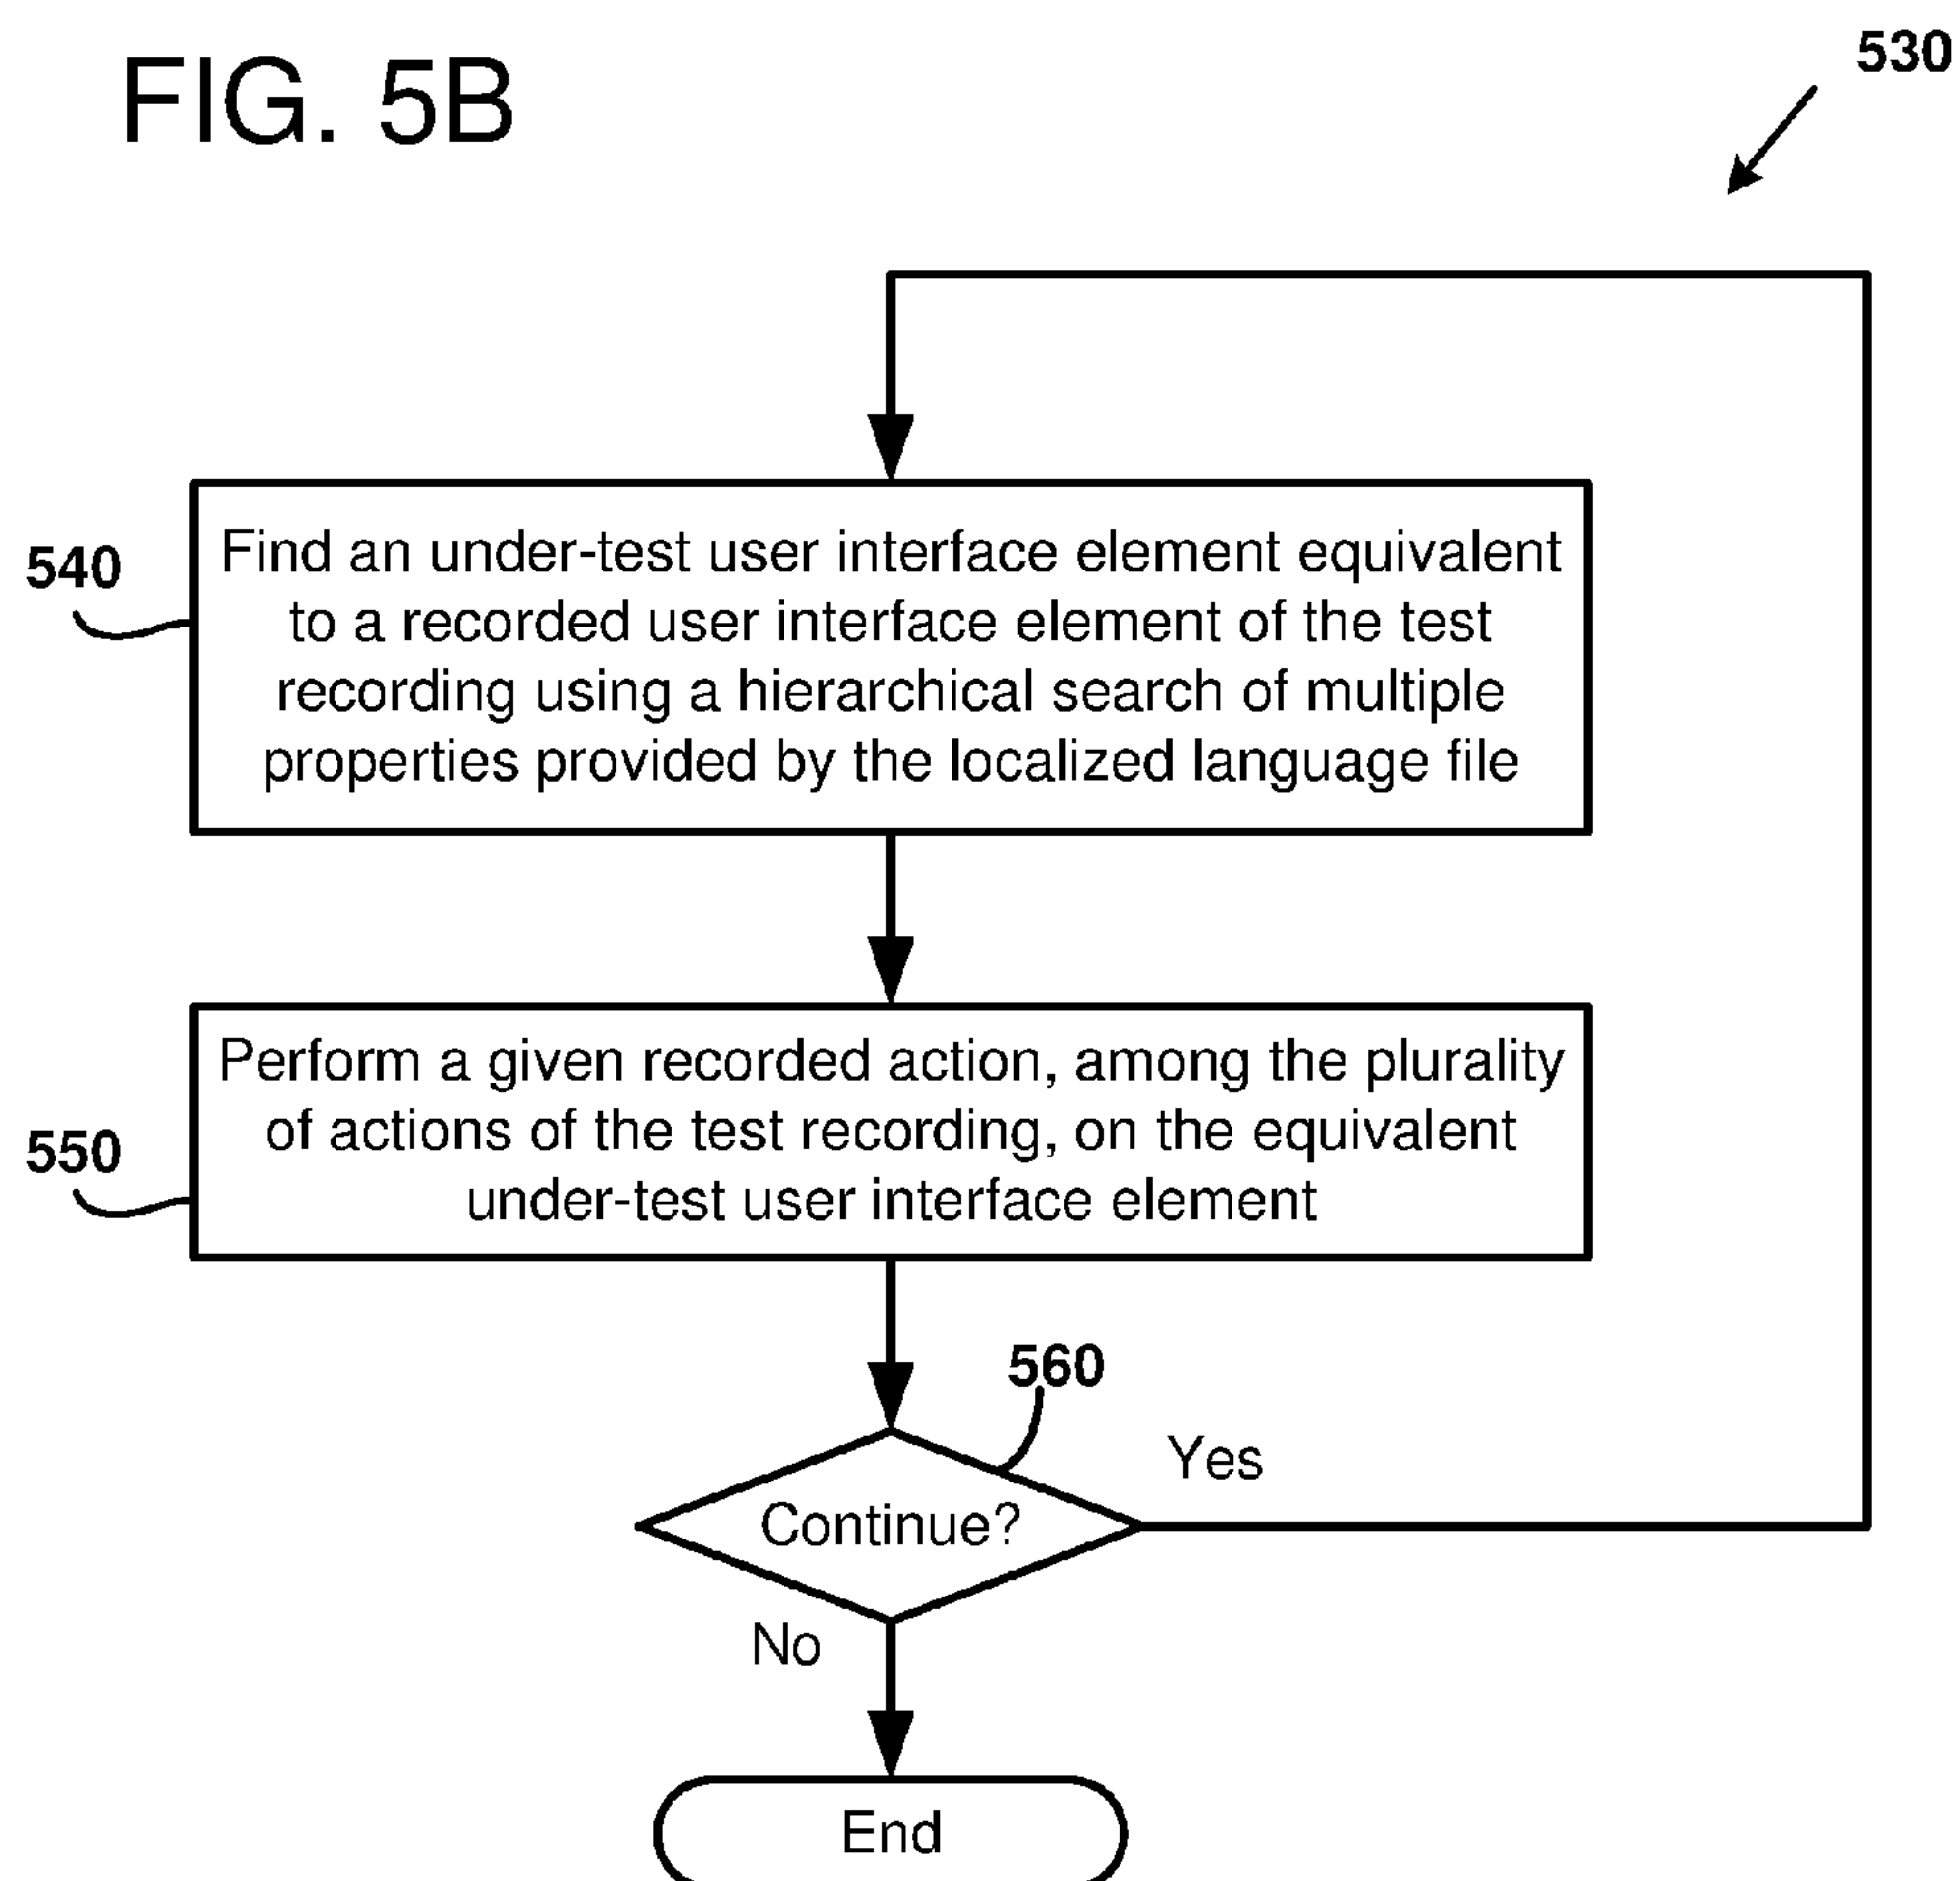 FIG. 5B
530
540
Find an under-test user interface element equivalent
to a recorded user interface element of the test
recording using a hierarchical search of multiple
properties provided by the localized language file
550
Perform a given recorded action, among the plurality
of actions of the test recording, on the equivalent
under-test user interface element
560
Continue?
Yes
No
End